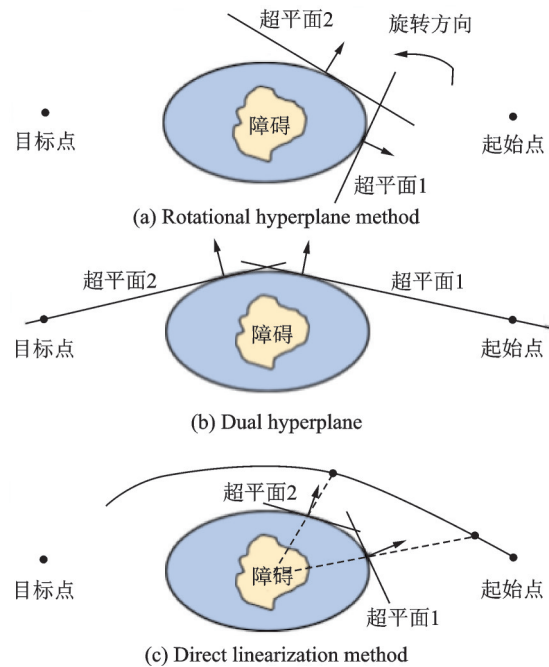 超平面2
旋转方向
障碍
目标点
起始点
超平面1
(a) Rotational hyperplane method
超平面2
超平面1
障碍
目标点
起始点
(b) Dual hyperplane
超平面2
障碍
目标点
起始点
超平面1
(c) Direct linearization method